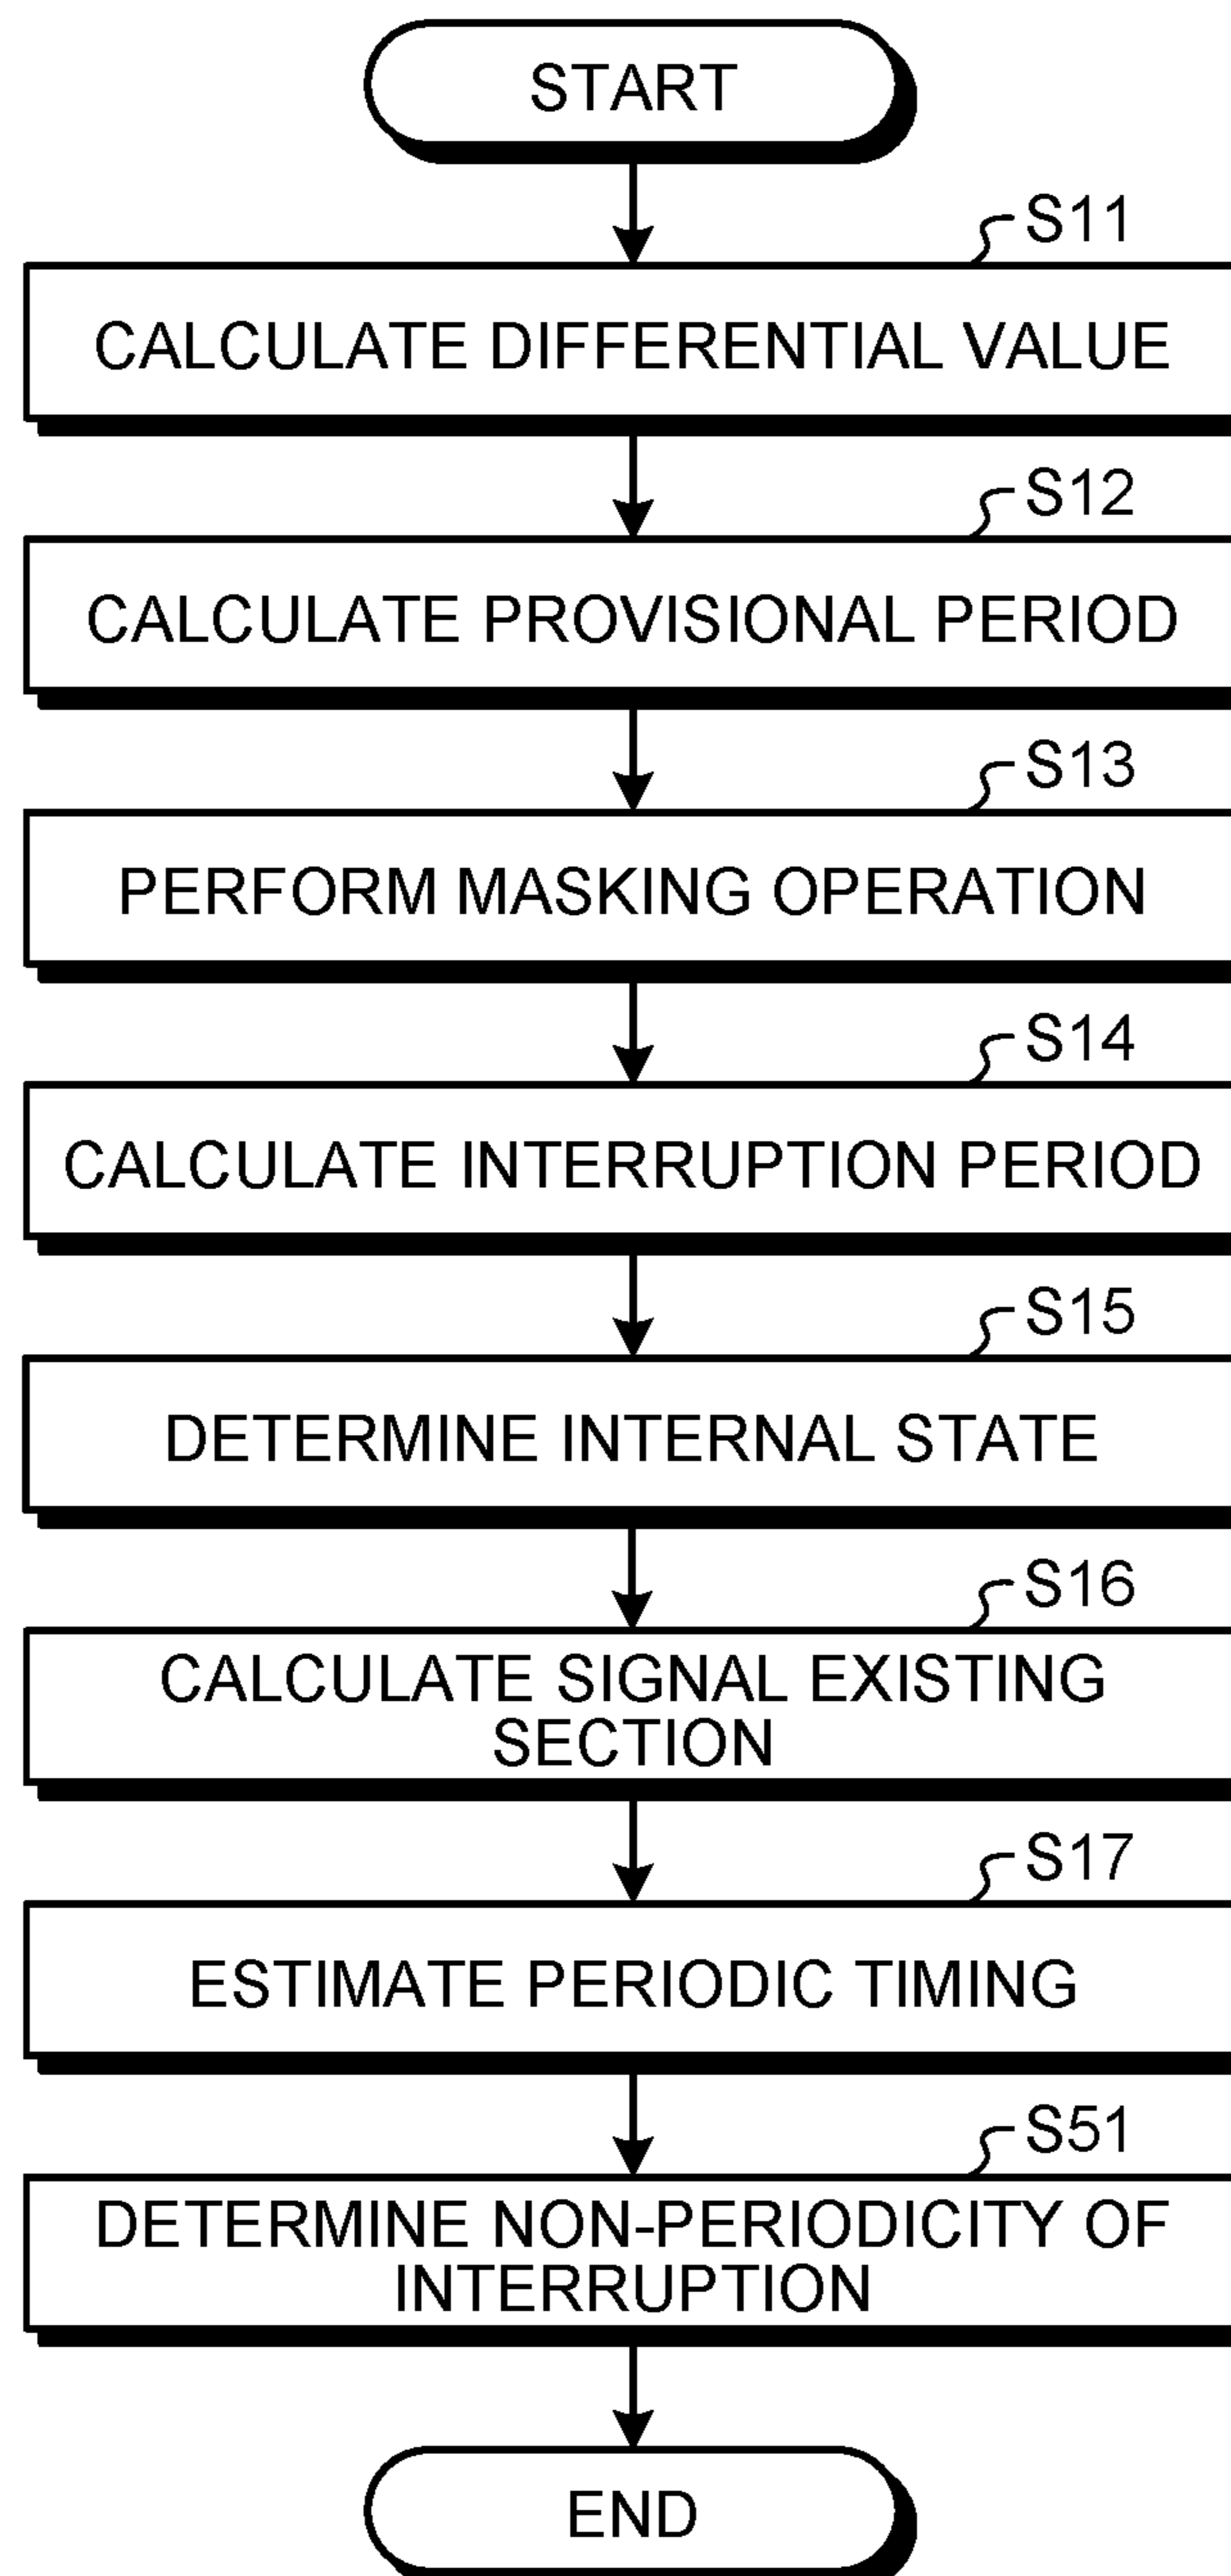 START
S11
CALCULATE DIFFERENTIAL VALUE
S12
CALCULATE PROVISIONAL PERIOD
S13
PERFORM MASKING OPERATION
S14
CALCULATE INTERRUPTION PERIOD
S15
DETERMINE INTERNAL STATE
S16
CALCULATE SIGNAL EXISTING
SECTION
S17
ESTIMATE PERIODIC TIMING
S51
DETERMINE NON-PERIODICITY OF
INTERRUPTION
END